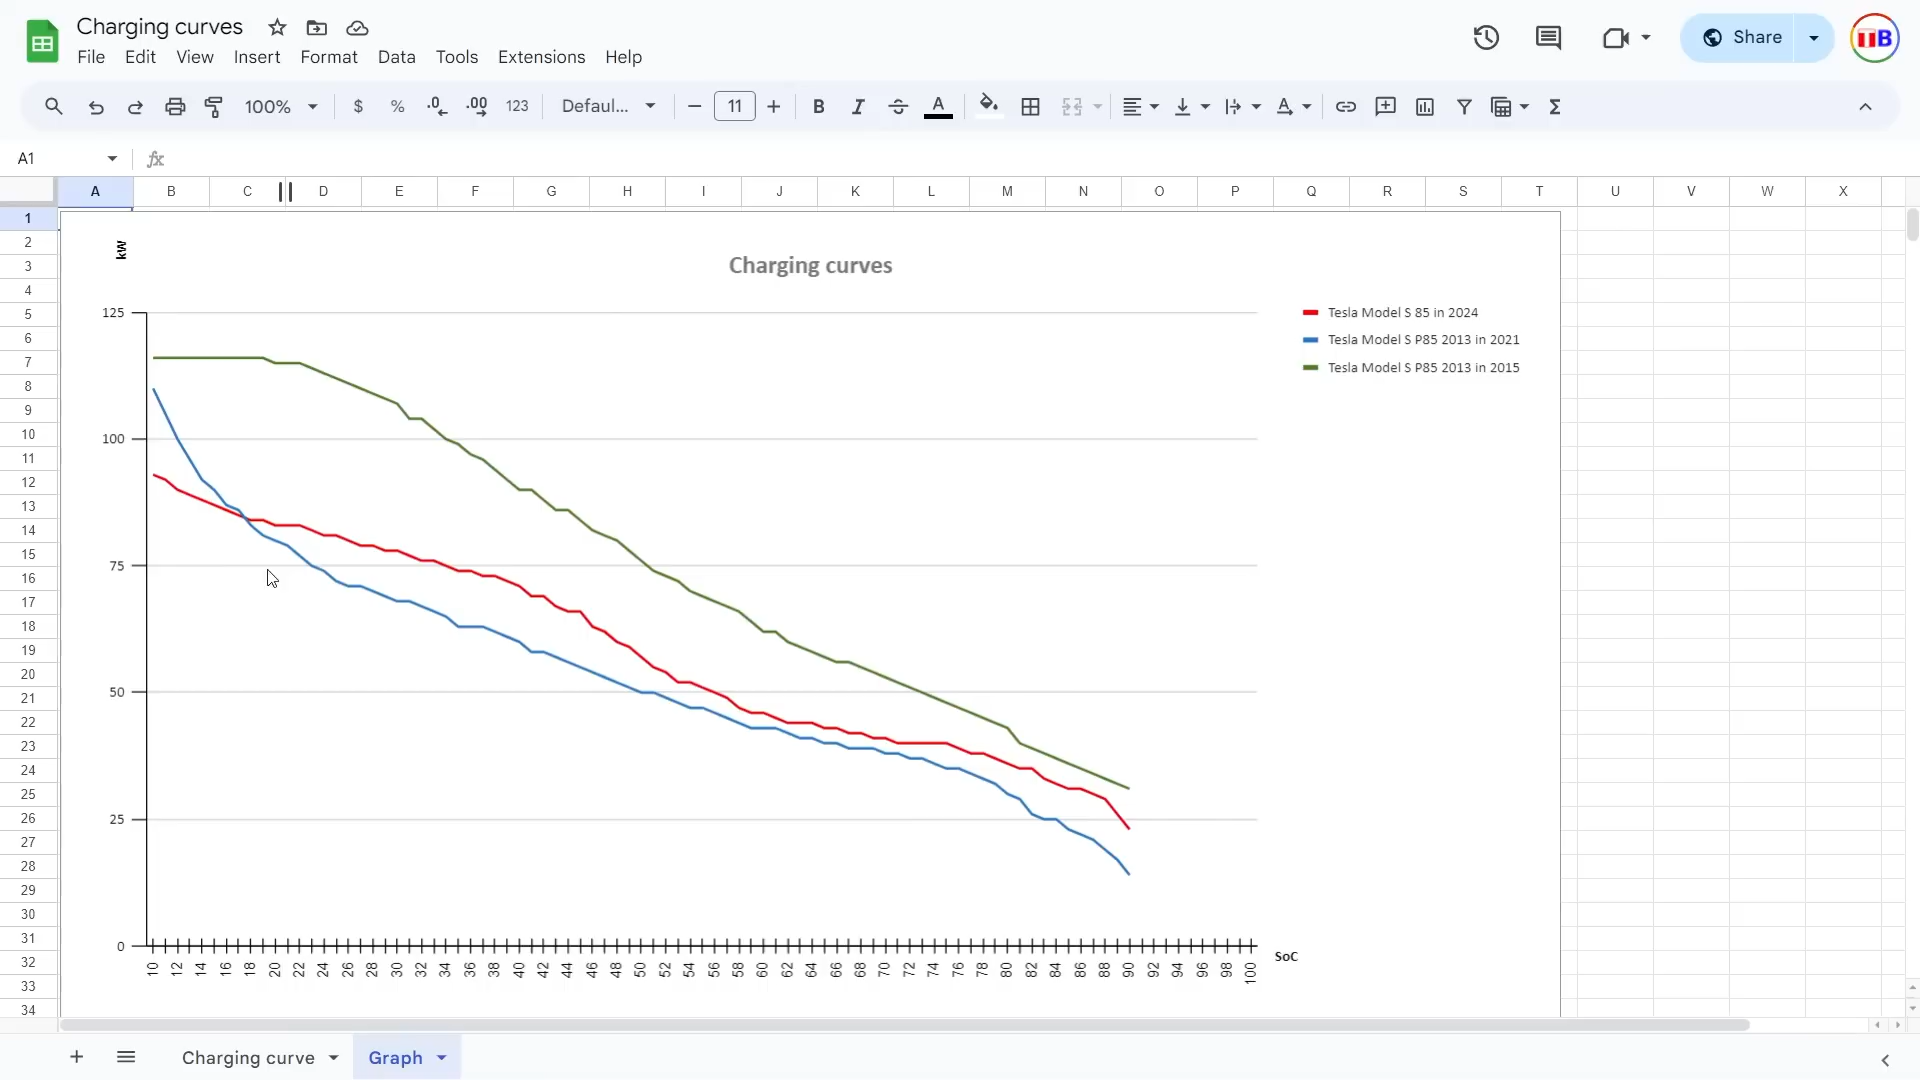 Charging curves
File Edit View Insert Format Data Tools Extensions Help
Share
TTB
100% $ % .0 .00 123 Defaul... 11 B I S A Σ
A1 fx
A B C D E F G H I J K L M N O P Q R S T U V W X
1
2
3
4
5
6
7
8
9
10
11
12
13
14
15
16
17
18
19
20
21
22
23
24
25
26
27
28
29
30
31
32
33
34
kW
Charging curves
125
100
75
50
25
0
Tesla Model S 85 in 2024
Tesla Model S P85 2013 in 2021
Tesla Model S P85 2013 in 2015
10 12 14 16 18 20 22 24 26 28 30 32 34 36 38 40 42 44 46 48 50 52 54 56 58 60 62 64 66 68 70 72 74 76 78 80 82 84 86 88 90 92 94 96 98 100
SoC
Charging curve Graph